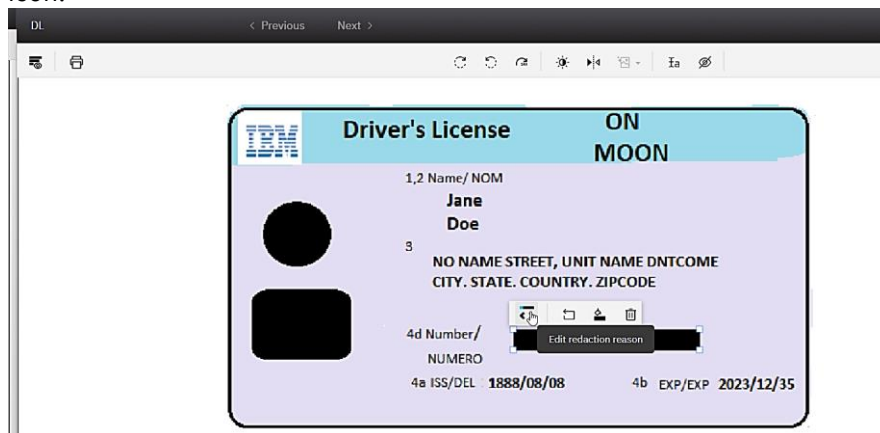 DL
< Previous Next >
IBM
Driver's License
ON
MOON
1,2 Name/ NOM
Jane
Doe
3
NO NAME STREET, UNIT NAME DNTCOME
CITY. STATE. COUNTRY. ZIPCODE
4d Number/
Edit redaction reason
NUMERO
4a ISS/DEL 1888/08/08 4b EXP/EXP 2023/12/35